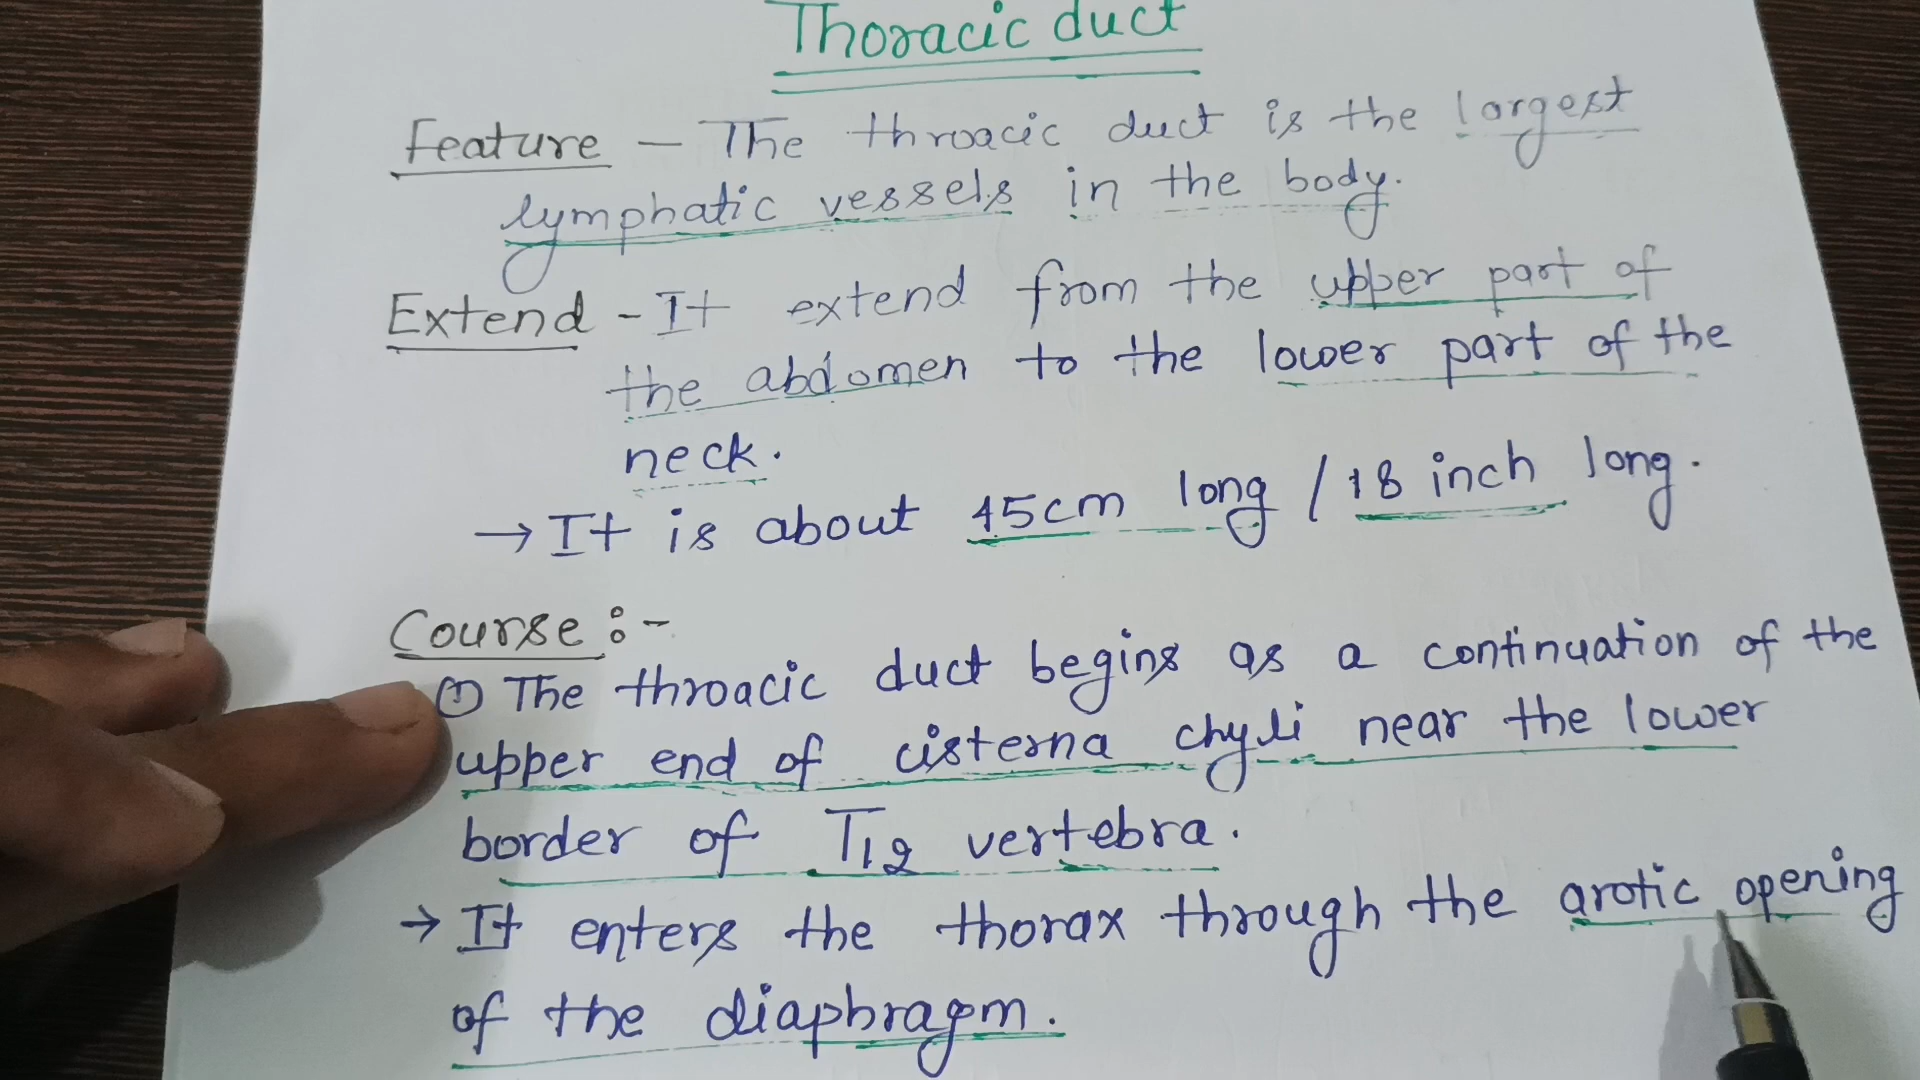 Thoracic duct
Feature - The throacic duct is the largest
lymphatic vessels in the body.
Extend - It extend from the upper part of
the abdomen to the lower part of the
neck.
→ It is about 45cm long / 18 inch long.
Course :-
① The throacic duct begins as a continuation of the
upper end of cisterna chyli near the lower
border of T12 vertebra.
→ It enters the thorax through the arotic opening
of the diaphragm.